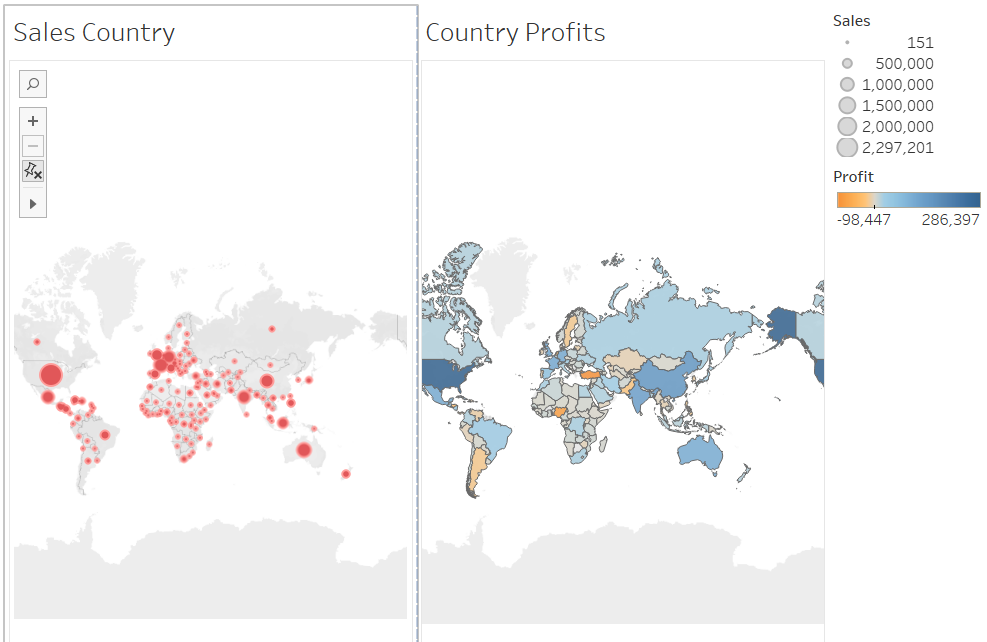 Sales Country
Country Profits
Sales
151
500,000
1,000,000
1,500,000
2,000,000
2,297,201
Profit
-98,447 286,397